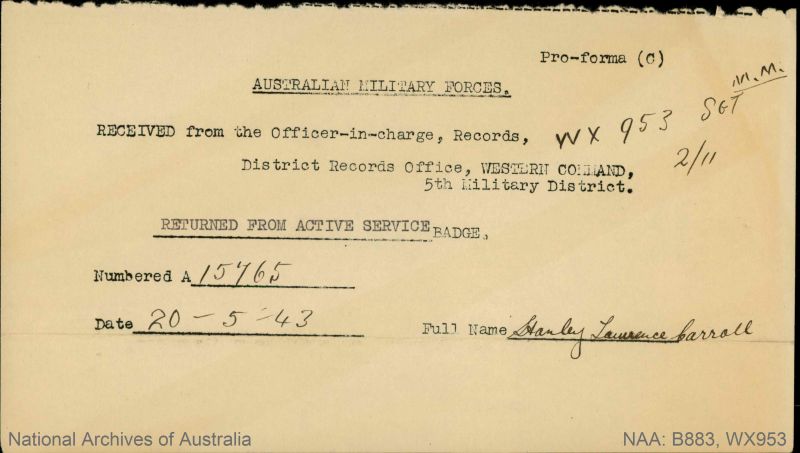 Pro-forma (C)
M.M.
AUSTRALIAN MILITARY FORCES.
RECEIVED from the Officer-in-charge, Records, WX 953 SGT
District Records Office, WESTERN COMMAND, 2/11
5th Military District.
RETURNED FROM ACTIVE SERVICE BADGE.
Numbered A 15765
Date 20-5-43 Full Name Stanley Lawrence Carroll
National Archives of Australia NAA: B883, WX953